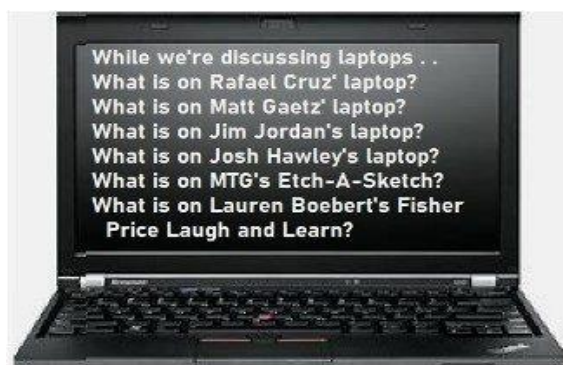 While we're discussing laptops . .
What is on Rafael Cruz' laptop?
What is on Matt Gaetz' laptop?
What is on Jim Jordan's laptop?
What is on Josh Hawley's laptop?
What is on MTG's Etch-A-Sketch?
What is on Lauren Boebert's Fisher
Price Laugh and Learn?